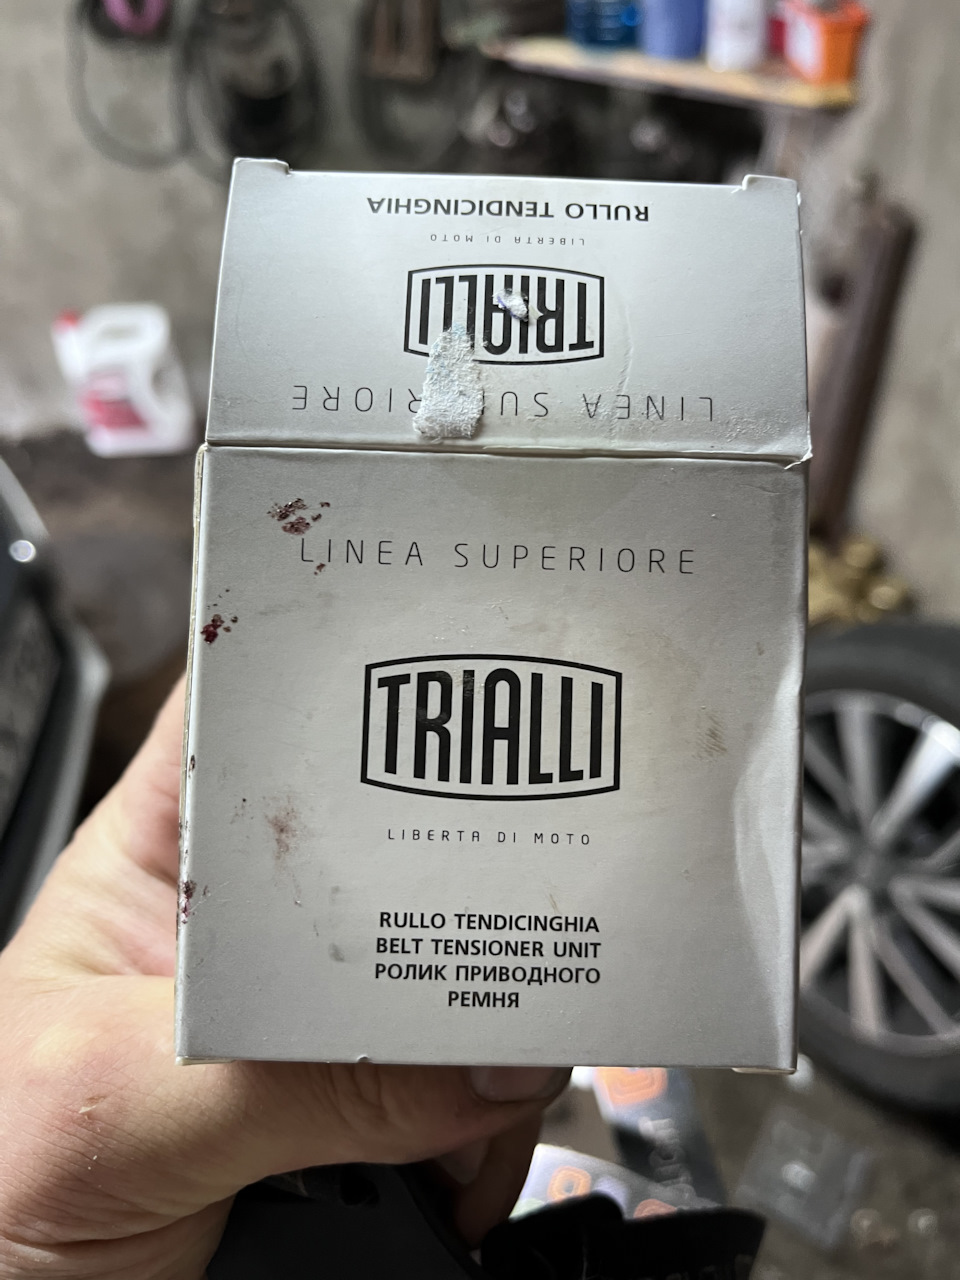 RULLO TENDICINGHIA
LIBERTA DI MOTO
TRIALLI
LINEA SUPERIORE
LINEA SUPERIORE
TRIALLI
LIBERTA DI MOTO
RULLO TENDICINGHIA
BELT TENSIONER UNIT
РОЛИК ПРИВОДНОГО
РЕМНЯ